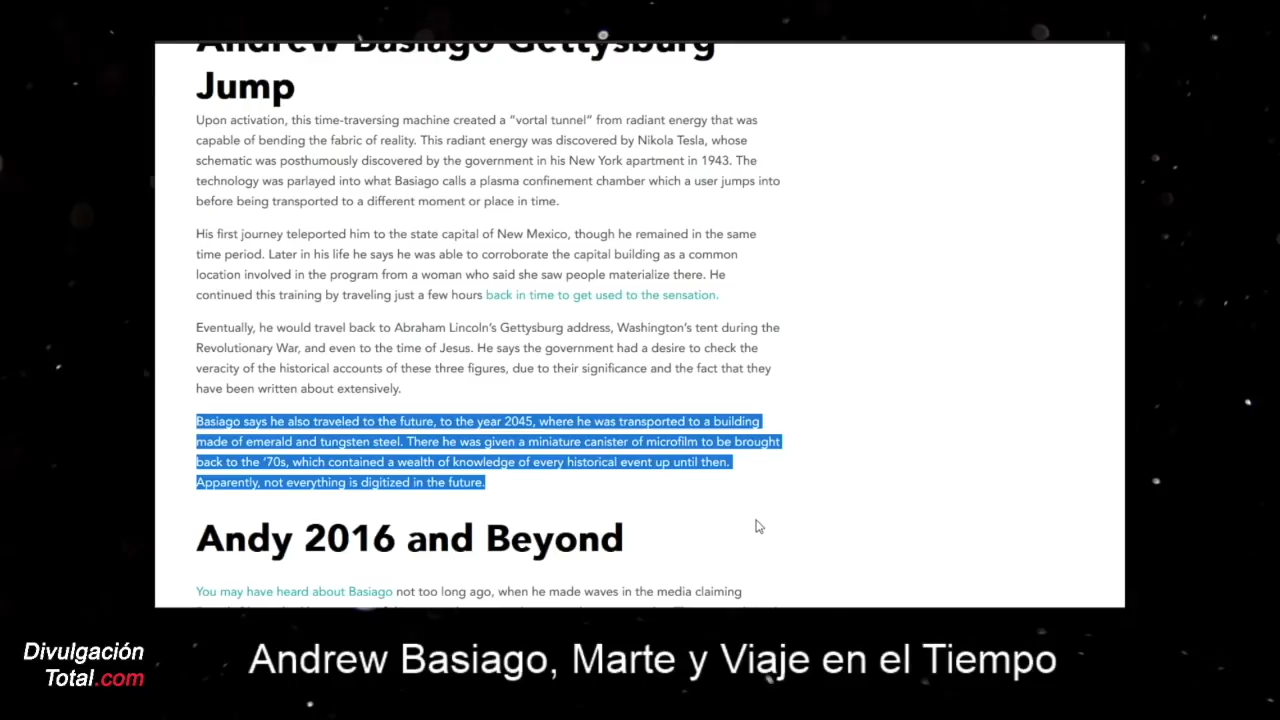 Andrew Basiago Gettysburg
Jump
Upon activation, this time-traversing machine created a “vortal tunnel” from radiant energy that was
capable of bending the fabric of reality. This radiant energy was discovered by Nikola Tesla, whose
schematic was posthumously discovered by the government in his New York apartment in 1943. The
technology was parlayed into what Basiago calls a plasma confinement chamber which a user jumps into
before being transported to a different moment or place in time.
His first journey teleported him to the state capital of New Mexico, though he remained in the same
time period. Later in his life he says he was able to corroborate the capital building as a common
location involved in the program from a woman who said she saw people materialize there. He
continued this training by traveling just a few hours back in time to get used to the sensation.
Eventually, he would travel back to Abraham Lincoln’s Gettysburg address, Washington’s tent during the
Revolutionary War, and even to the time of Jesus. He says the government had a desire to check the
veracity of the historical accounts of these three figures, due to their significance and the fact that they
have been written about extensively.
Basiago says he also traveled to the future, to the year 2045, where he was transported to a building
made of emerald and tungsten steel. There he was given a miniature canister of microfilm to be brought
back to the ’70s, which contained a wealth of knowledge of every historical event up until then.
Apparently, not everything is digitized in the future.
Andy 2016 and Beyond
You may have heard about Basiago not too long ago, when he made waves in the media claiming
Divulgación
Total.com
Andrew Basiago, Marte y Viaje en el Tiempo